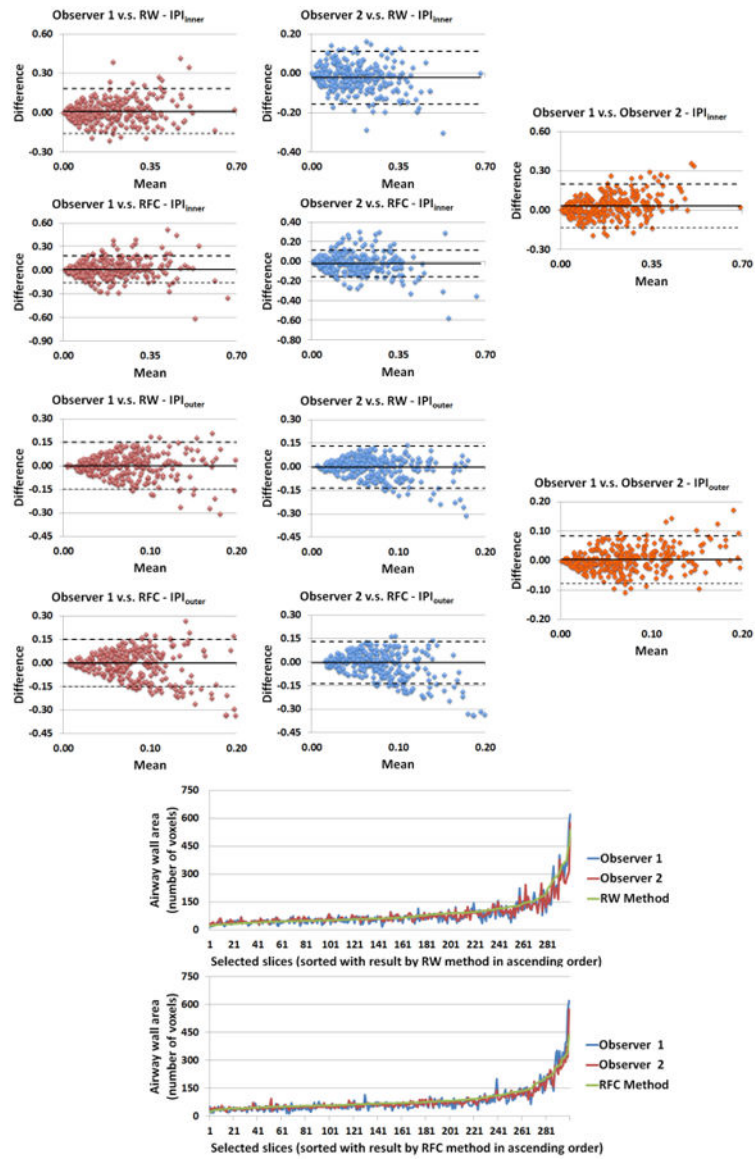 Observer 1 v.s. RW - IPIinner
0.60
0.30
0.00
-0.30
Difference
0.00 0.35 0.70
Mean
Observer 2 v.s. RW - IPIinner
0.20
0.00
-0.20
-0.40
Difference
0.00 0.35 0.70
Mean
Observer 1 v.s. Observer 2 - IPIinner
0.60
0.30
0.00
-0.30
Difference
0.00 0.35 0.70
Mean
Observer 1 v.s. RFC - IPIinner
0.60
0.30
0.00
-0.30
-0.60
-0.90
Difference
0.00 0.35 0.70
Mean
Observer 2 v.s. RFC - IPIinner
0.40
0.20
0.00
-0.20
-0.40
-0.60
-0.80
Difference
0.00 0.35 0.70
Mean
Observer 1 v.s. RW - IPIouter
0.30
0.15
0.00
-0.15
-0.30
-0.45
Difference
0.00 0.10 0.20
Mean
Observer 2 v.s. RW - IPIouter
0.30
0.15
0.00
-0.15
-0.30
-0.45
Difference
0.00 0.10 0.20
Mean
Observer 1 v.s. Observer 2 - IPIouter
0.20
0.10
0.00
-0.10
-0.20
Difference
0.00 0.10 0.20
Mean
Observer 1 v.s. RFC - IPIouter
0.30
0.15
0.00
-0.15
-0.30
-0.45
Difference
0.00 0.10 0.20
Mean
Observer 2 v.s. RFC - IPIouter
0.30
0.15
0.00
-0.15
-0.30
-0.45
Difference
0.00 0.10 0.20
Mean
Airway wall area
(number of voxels)
750
600
450
300
150
0
1 21 41 61 81 101 121 141 161 181 201 221 241 261 281
Selected slices (sorted with result by RW method in ascending order)
Observer 1
Observer 2
RW Method
Airway wall area
(number of voxels)
750
600
450
300
150
0
1 21 41 61 81 101 121 141 161 181 201 221 241 261 281
Selected slices (sorted with result by RFC method in ascending order)
Observer 1
Observer 2
RFC Method